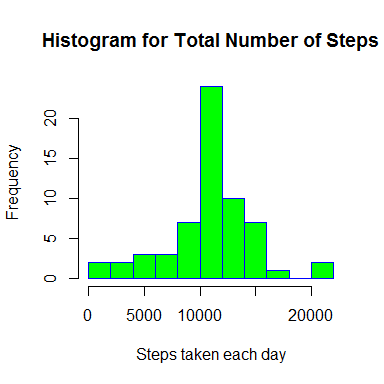 Histogram for Total Number of Steps
Frequency
20
15
10
5
0
0 5000 10000 20000
Steps taken each day